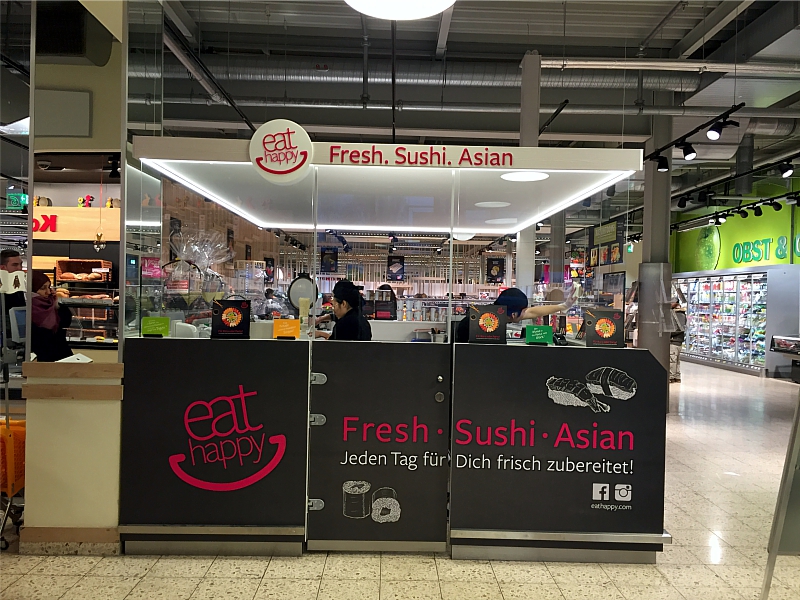 eat
happy
Fresh. Sushi. Asian
OBST &
eat
happy
Fresh · Sushi · Asian
Jeden Tag für Dich frisch zubereitet!
eathappy.com